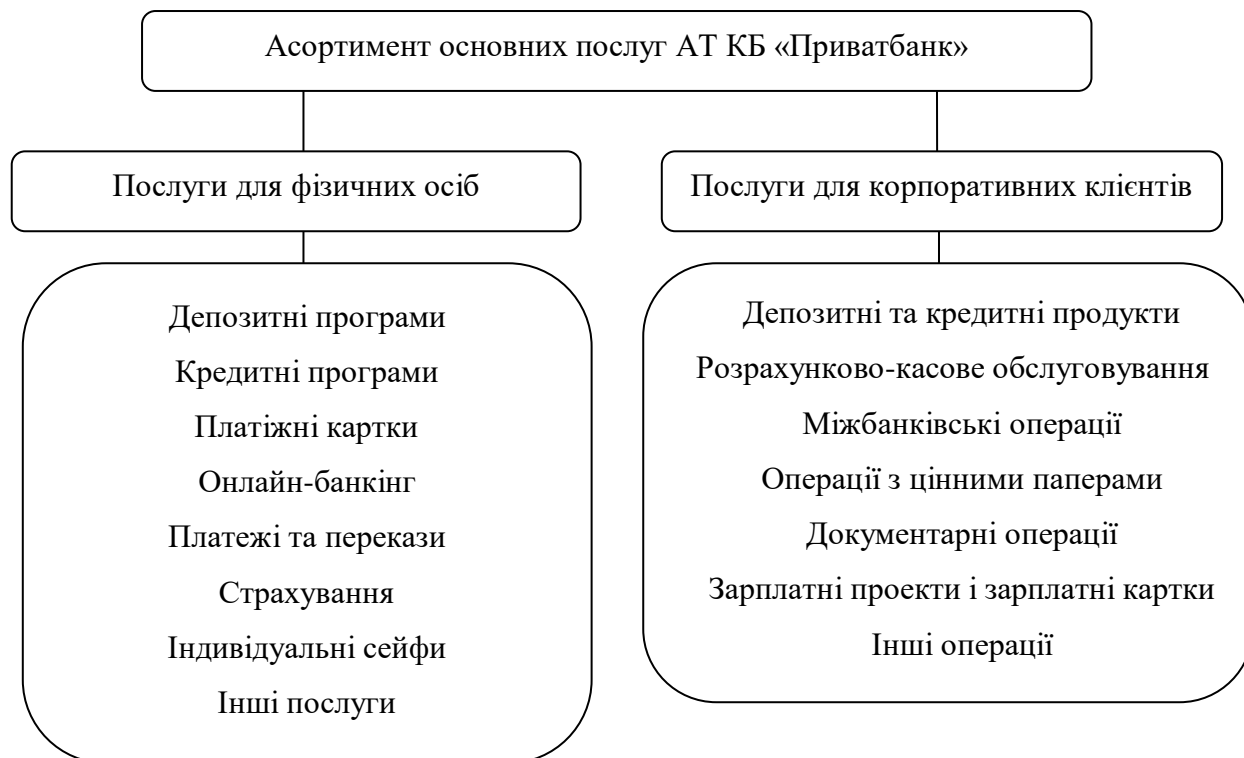 Асортимент основних послуг АТ КБ «Приватбанк»
Послуги для фізичних осіб
Депозитні програми
Кредитні програми
Платіжні картки
Онлайн-банкінг
Платежі та перекази
Страхування
Індивідуальні сейфи
Інші послуги
Послуги для корпоративних клієнтів
Депозитні та кредитні продукти
Розрахунково-касове обслуговування
Міжбанківські операції
Операції з цінними паперами
Документарні операції
Зарплатні проекти і зарплатні картки
Інші операції